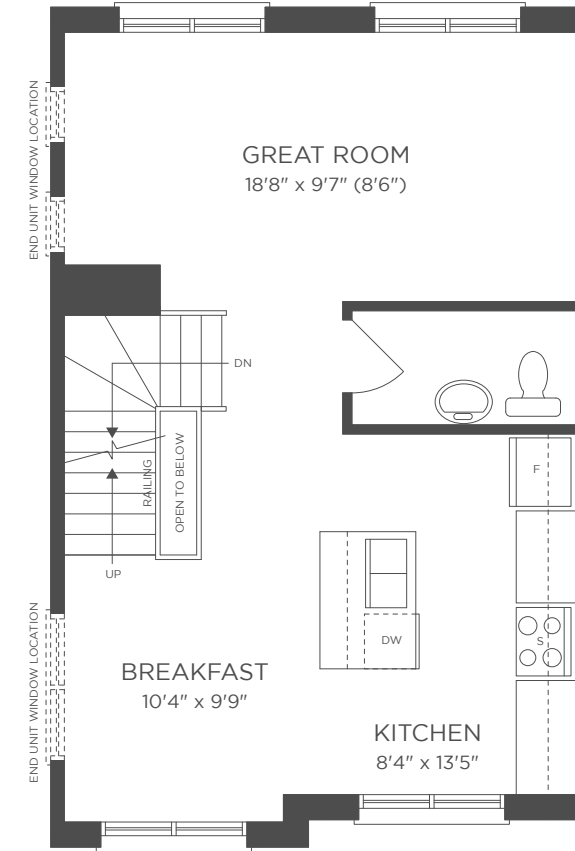 GREAT ROOM
18'8" x 9'7" (8'6")
END UNIT WINDOW LOCATION
DN
RAILING
OPEN TO BELOW
UP
F
S
DW
END UNIT WINDOW LOCATION
BREAKFAST
10'4" x 9'9"
KITCHEN
8'4" x 13'5"